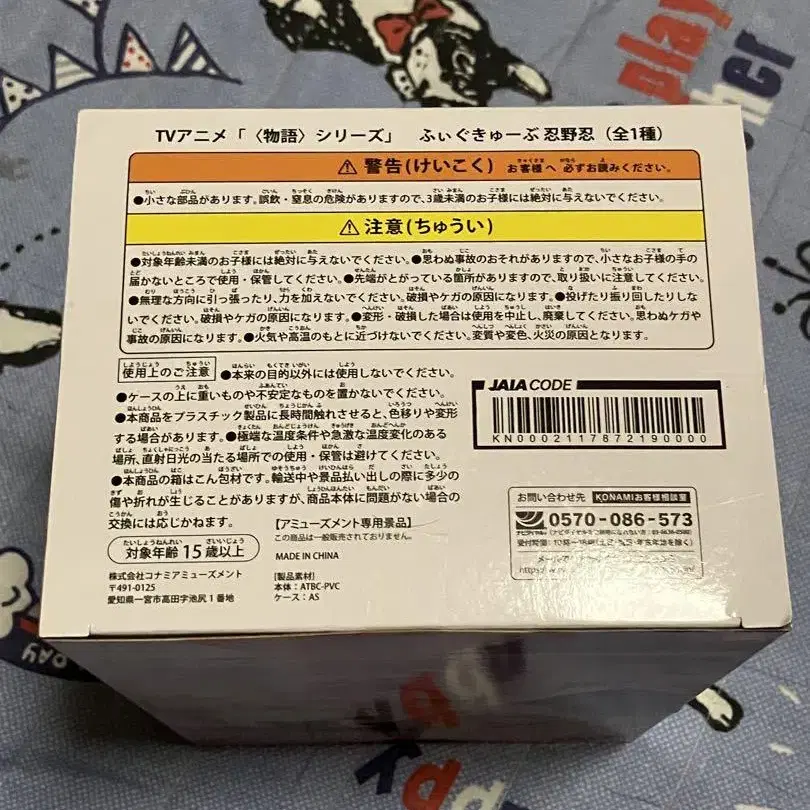 TVアニメ「〈物語〉シリーズ」 ふぃぐきゅーぶ 忍野忍（全1種）
⚠ 警告(けいこく) お客様へ 必ずお読みください。
●小さな部品があります。誤飲・窒息の危険がありますので、3歳未満のお子様には絶対に与えないでください。
⚠ 注意(ちゅうい)
●対象年齢未満のお子様には絶対に与えないでください。●思わぬ事故のおそれがありますので、小さなお子様の手の
届かないところで使用・保管してください。●先端がとがっている箇所がありますので、取り扱いに注意してください。
●無理な方向に引っ張ったり、力を加えないでください。破損やケガの原因になります。●投げたり振り回したりしな
いでください。破損やケガの原因になります。●変形・破損した場合は使用を中止し、廃棄してください。思わぬケガや
事故の原因になります。●火気や高温のもとに近づけないでください。変質や変色、火災の原因となります。
使用上のご注意 ●本来の目的以外には使用しないでください。
●ケースの上に重いものや不安定なものを置かないでください。
●本商品をプラスチック製品に長時間触れさせると、色移りや変形
する場合があります。●極端な温度条件や急激な温度変化のある
場所、直射日光の当たる場所での使用・保管は避けてください。
●本商品の箱はこん包材です。輸送中や景品払い出しの際に多少の
傷や折れが生じることがありますが、商品本体に問題がない場合の
交換には応じかねます。
対象年齢 15歳以上
株式会社コナミアミューズメント
〒491-0125
愛知県一宮市高田字池尻1番地
【アミューズメント専用景品】
この商品は一般販売されておりません。
MADE IN CHINA
[製品素材]
本体：ATBC-PVC
ケース：AS
JAIA CODE
KN00021178721900000
お問い合わせ先 KONAMIお客様相談室
ナビダイヤル 0570-086-573
play
her